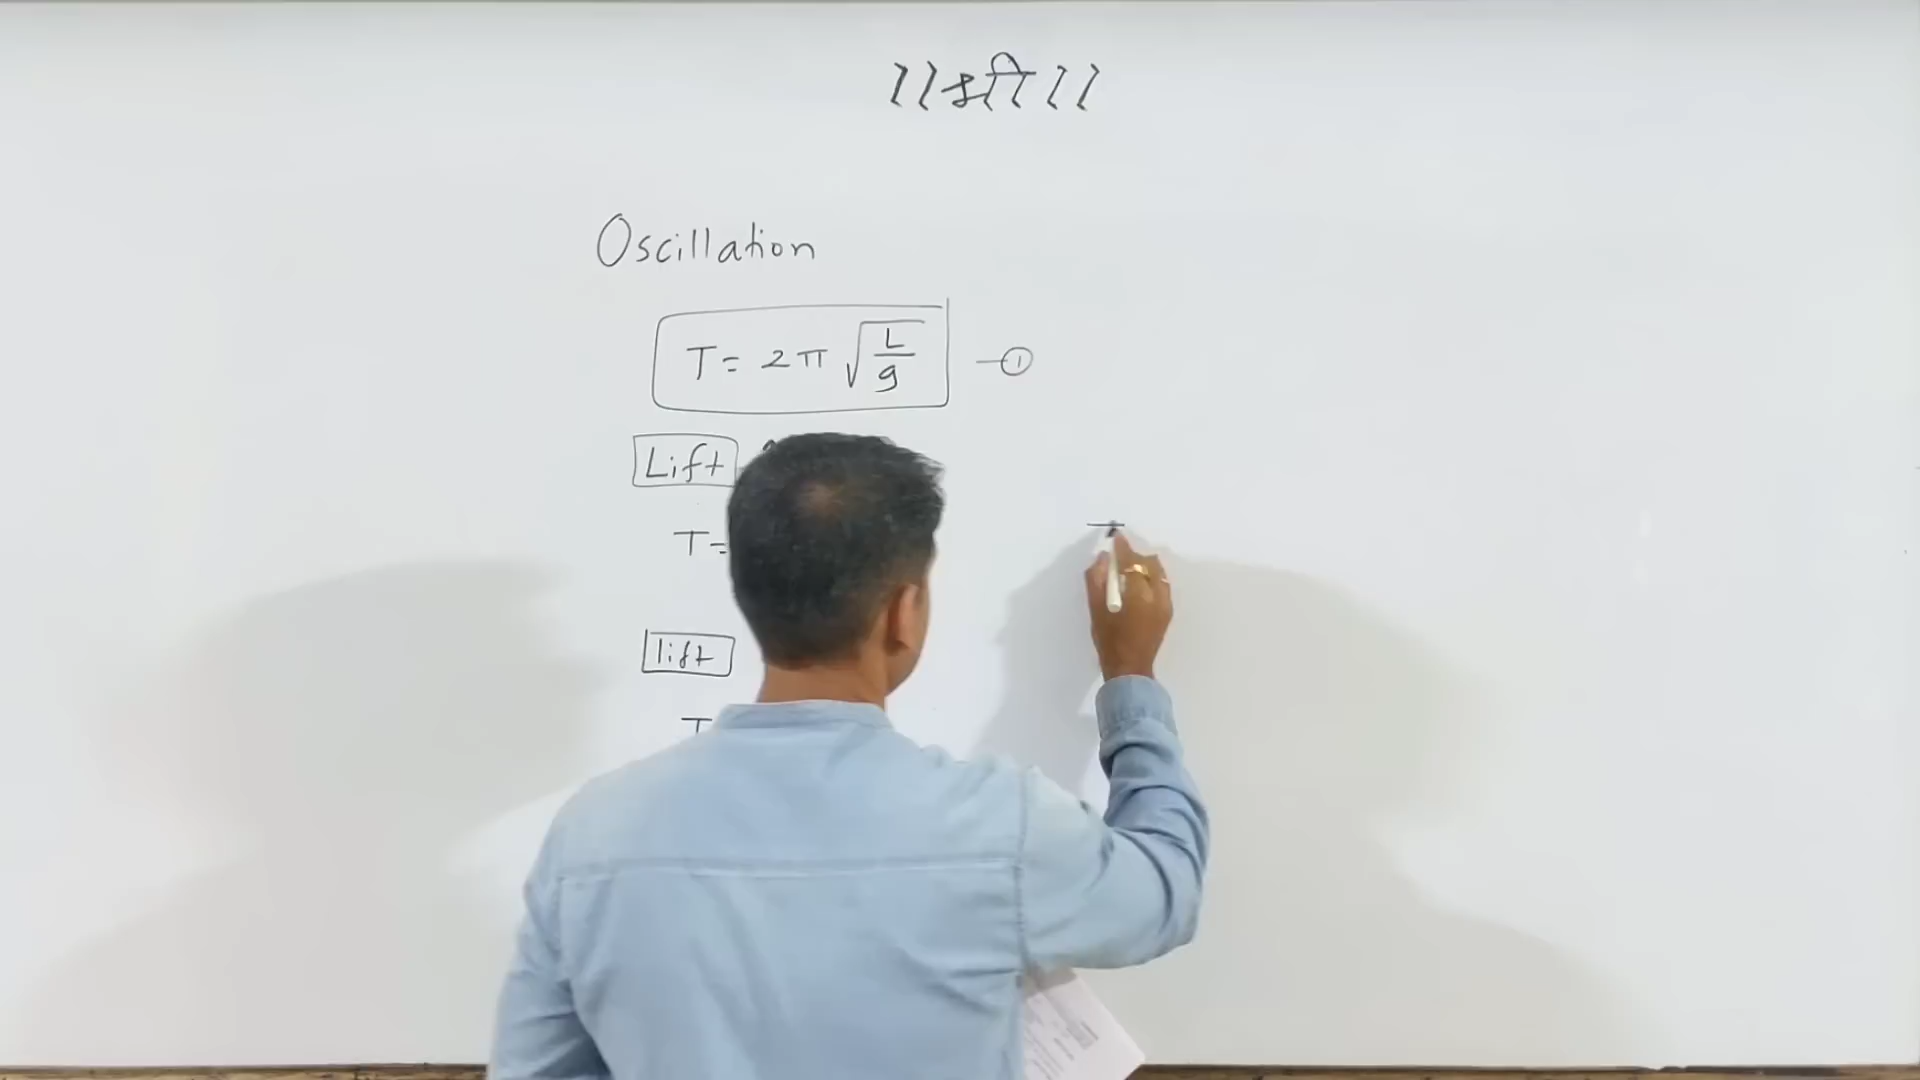 ।।श्री।।
Oscillation
T = 2π √(L/g) —①
Lift
T =
lift
T